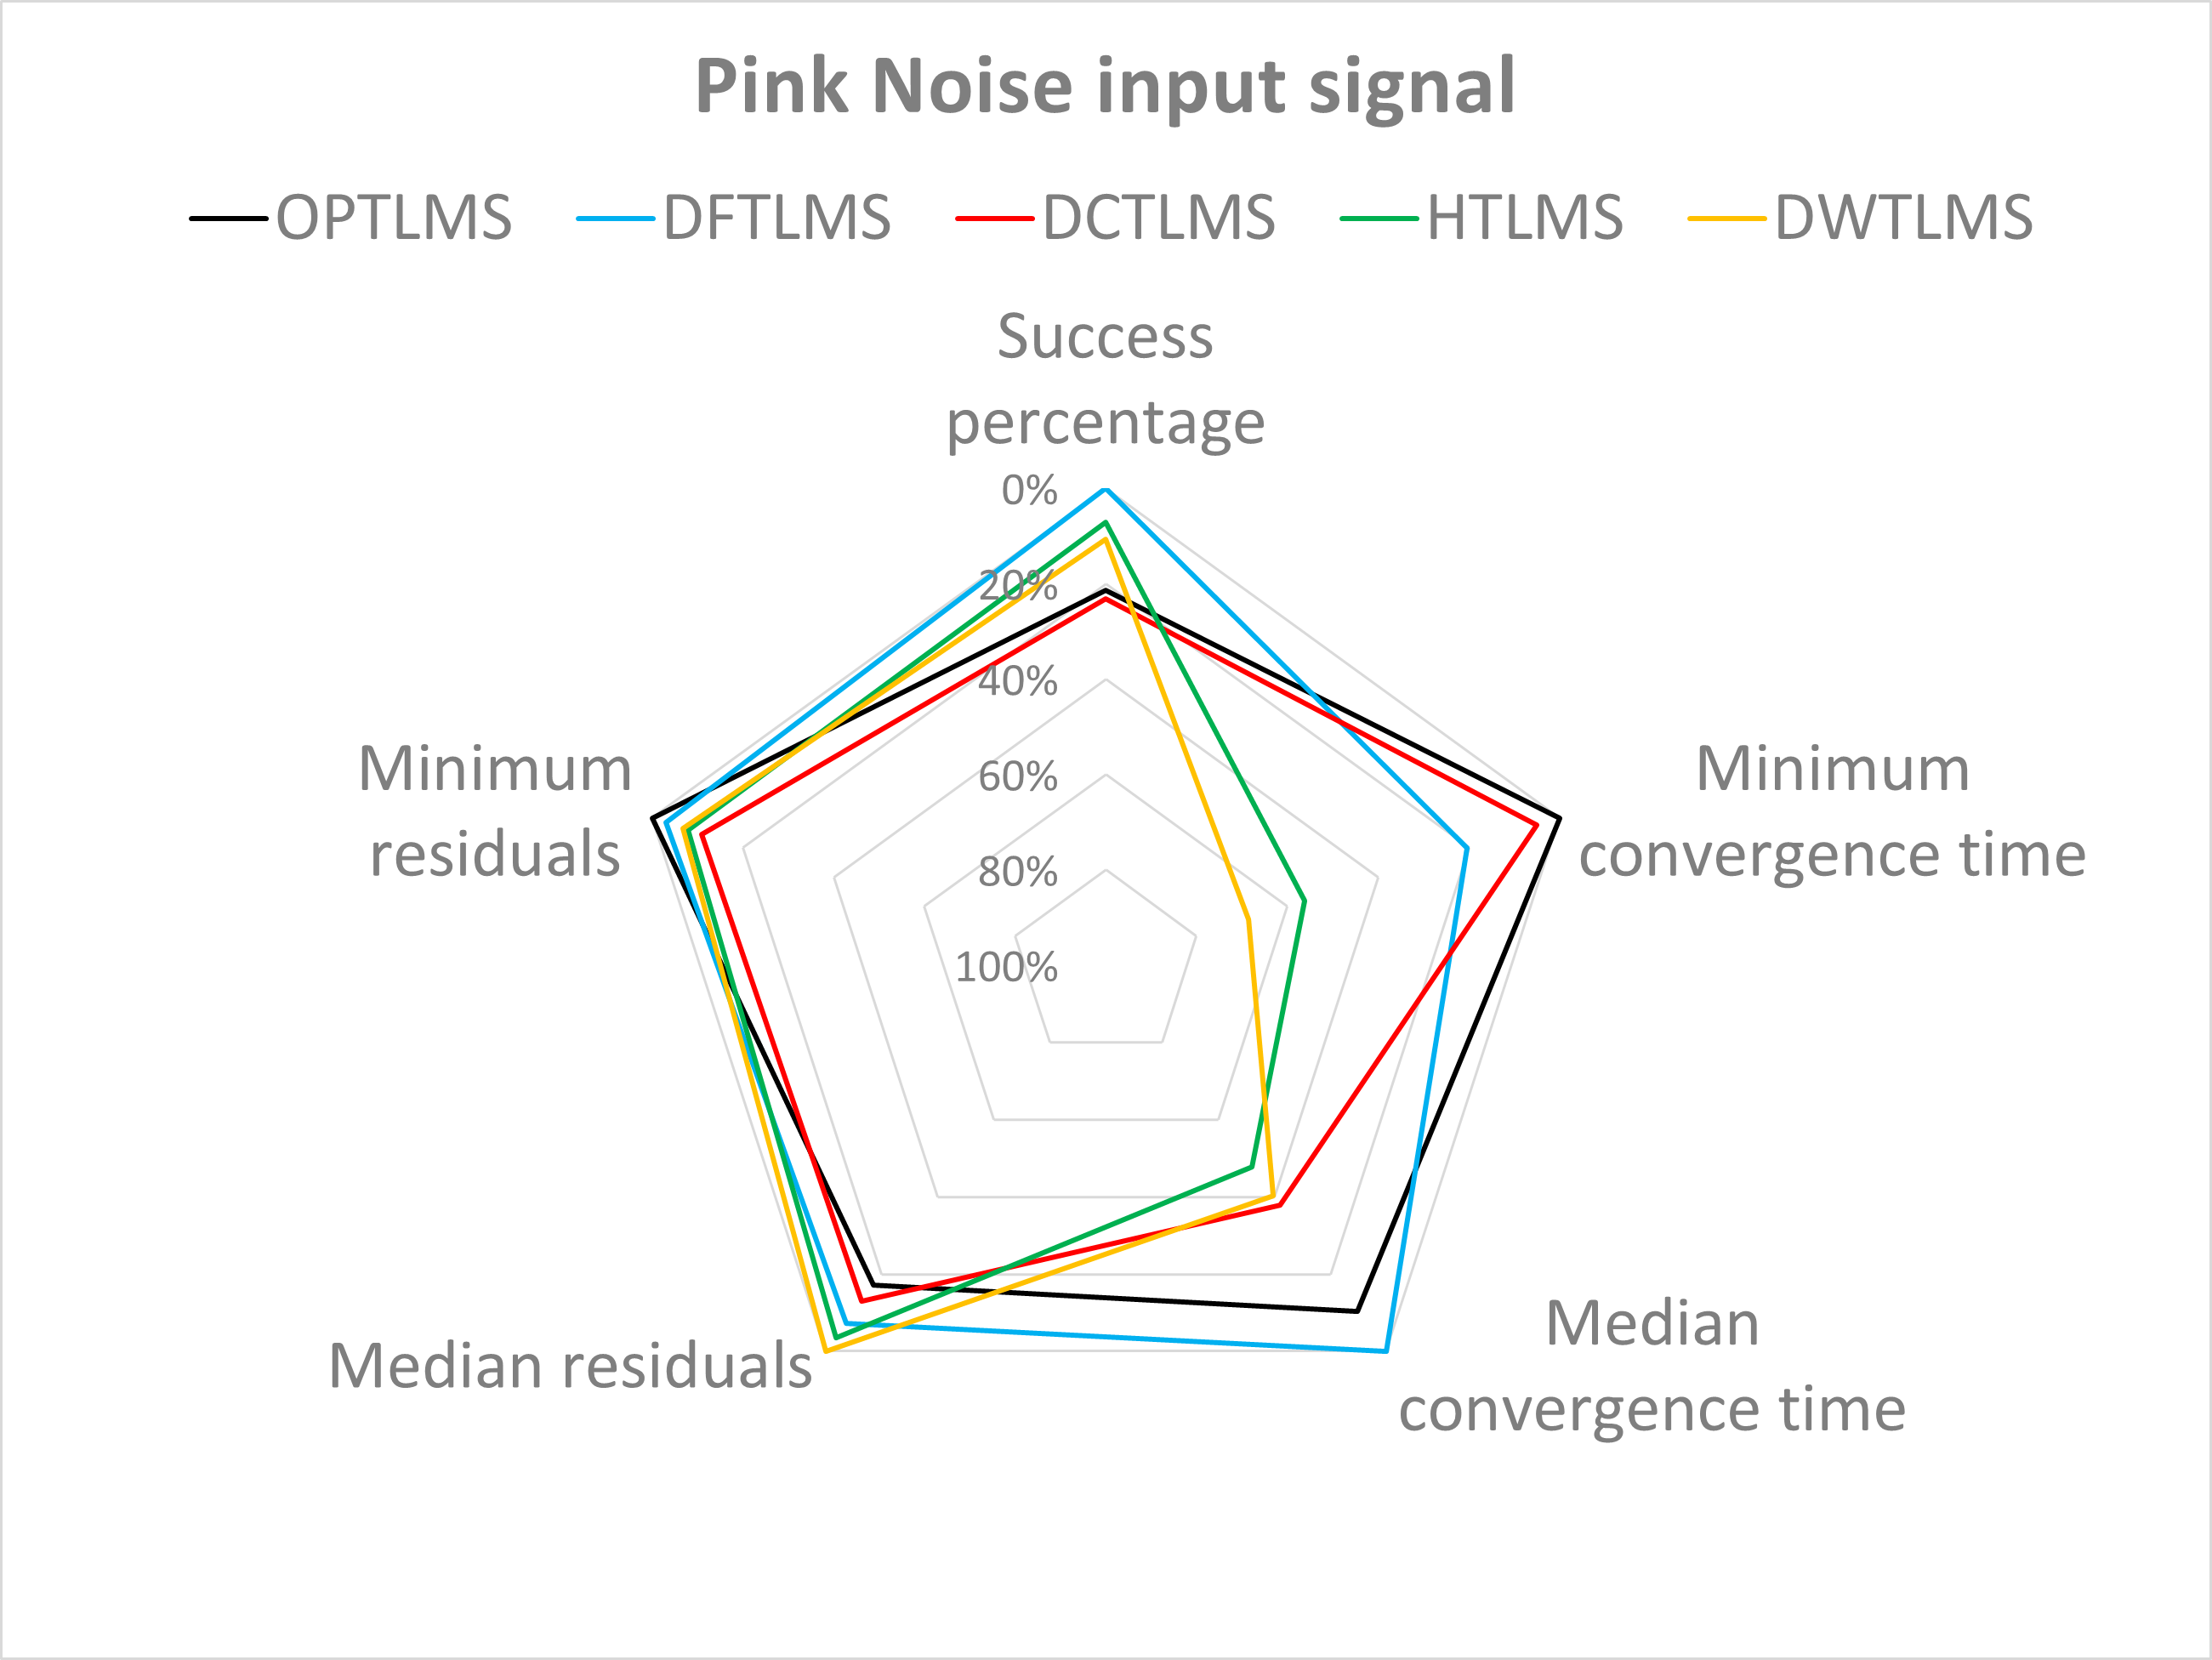 Pink Noise input signal
OPTLMS DFTLMS DCTLMS HTLMS DWTLMS
Success
percentage
0%
20%
40%
60%
80%
100%
Minimum
residuals
Minimum
convergence time
Median
convergence time
Median residuals